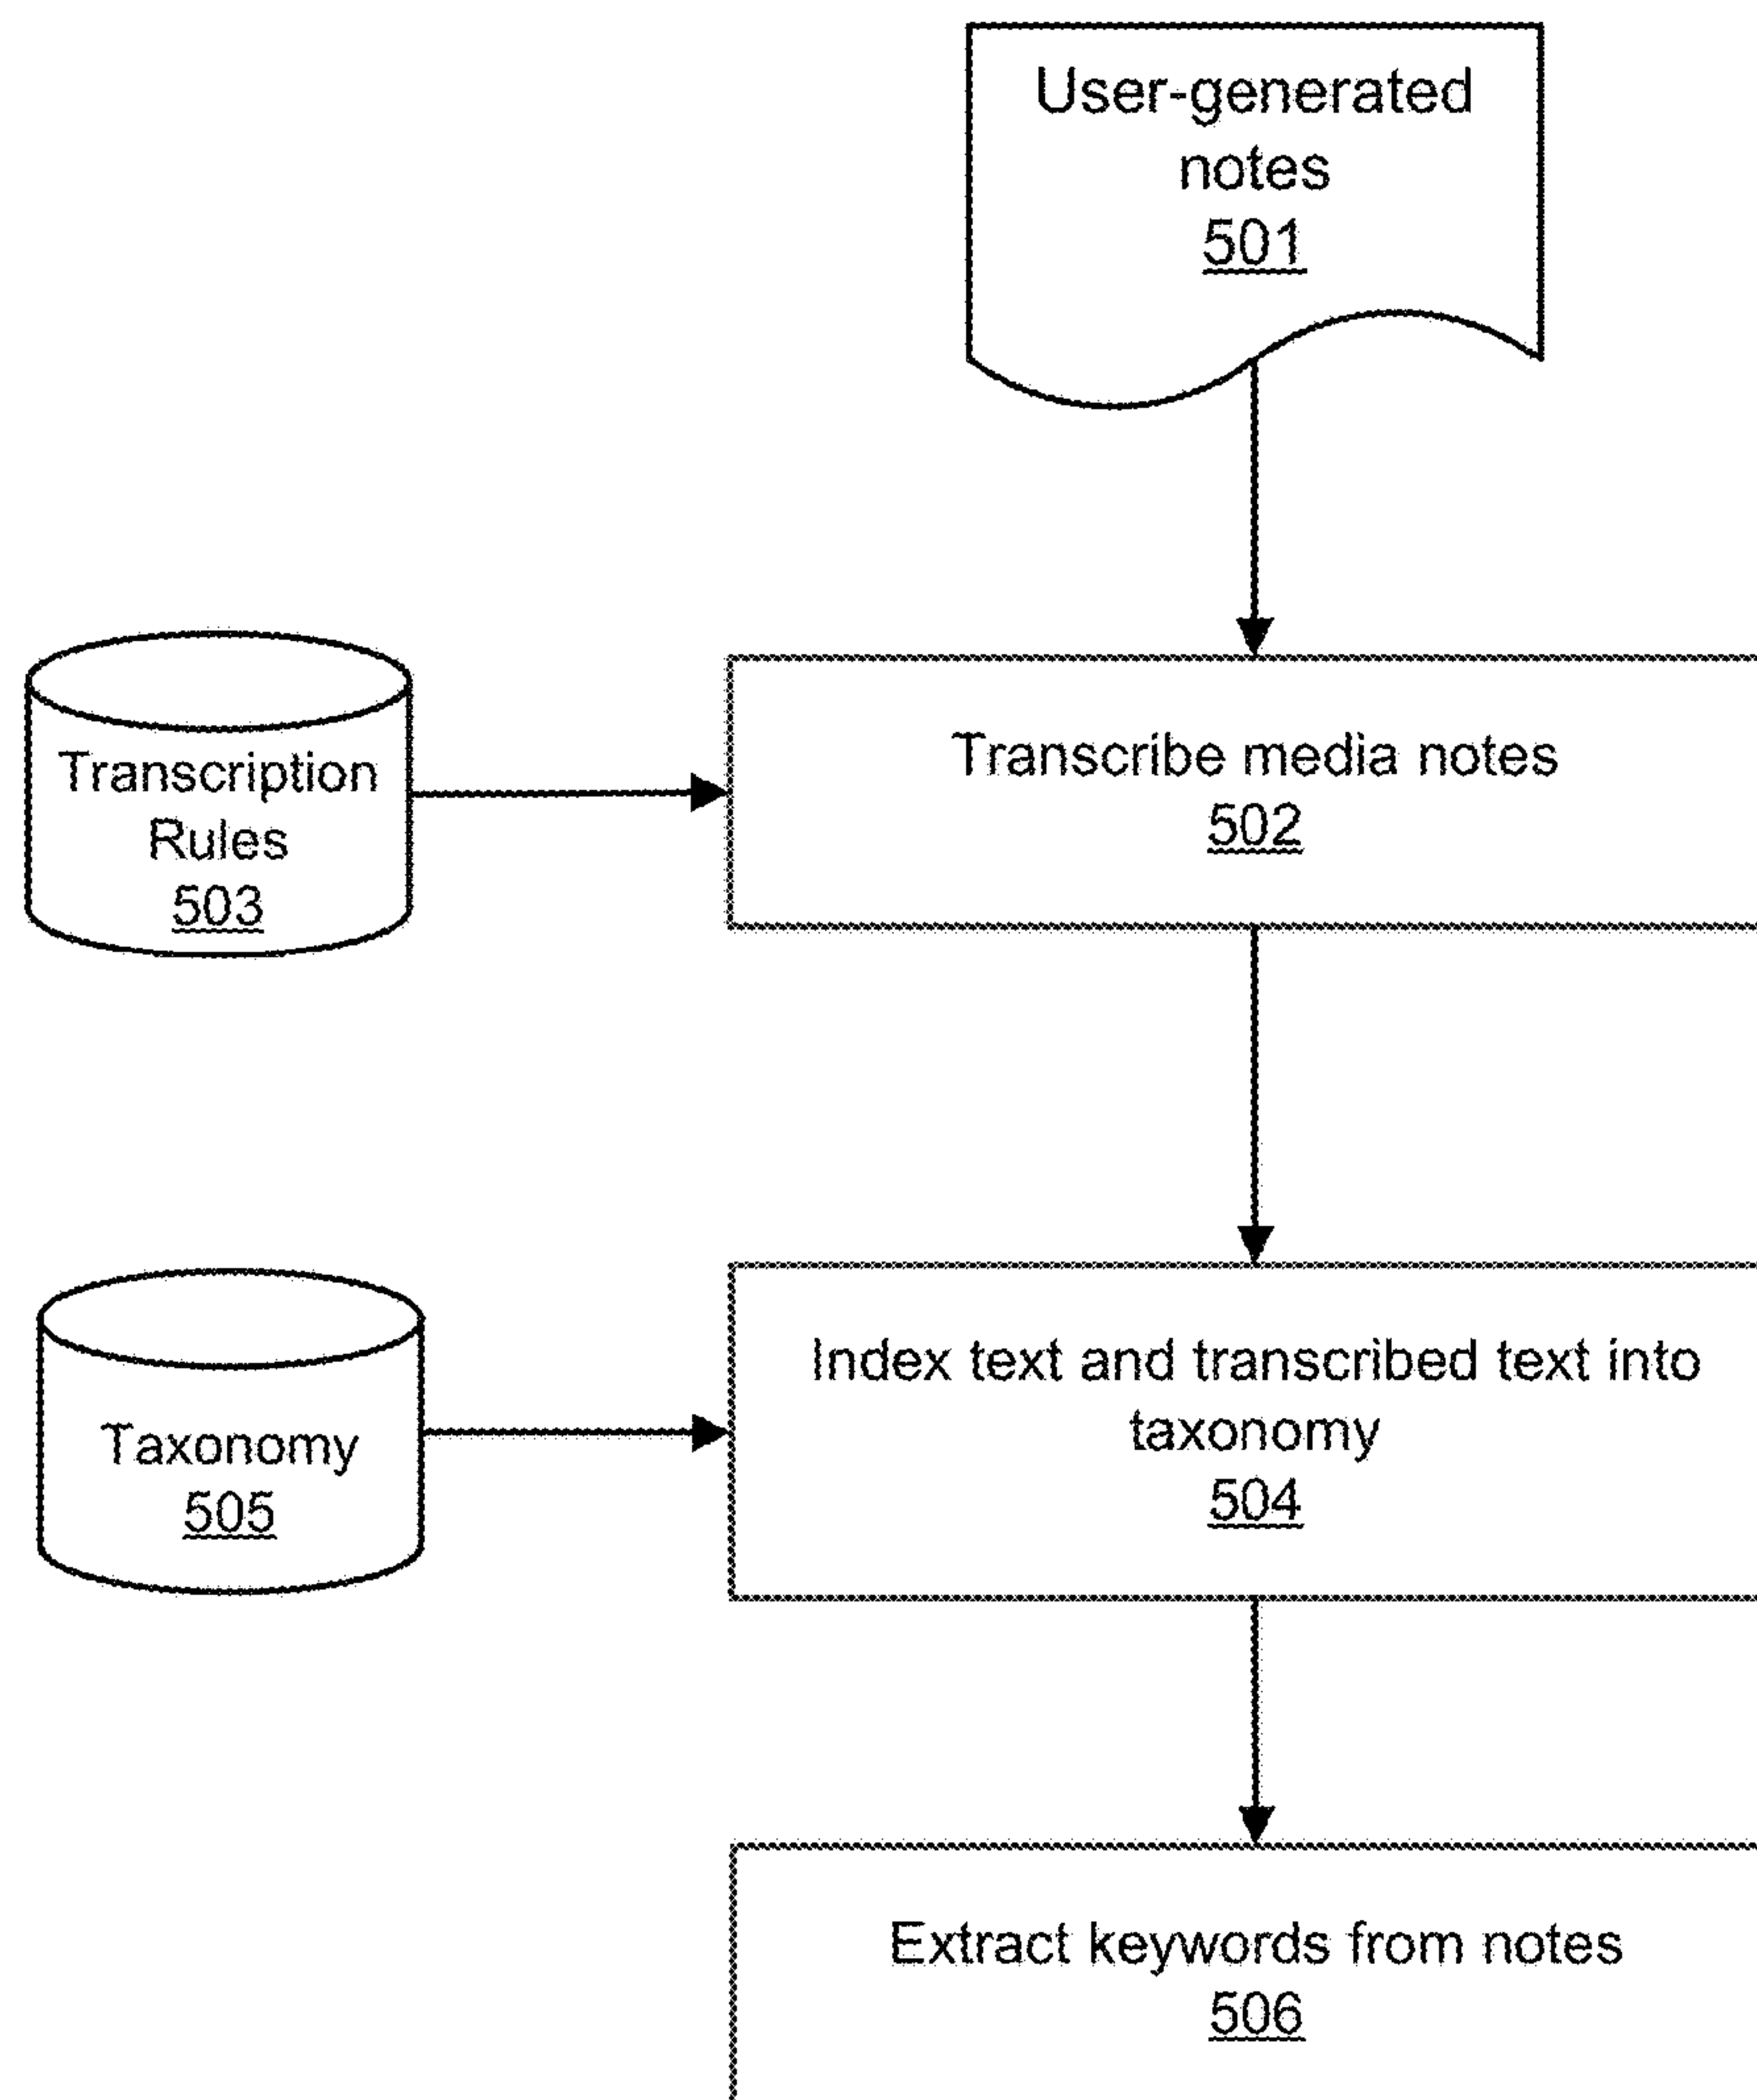 User-generated
notes
501
Transcription
Rules
503
Transcribe media notes
502
Taxonomy
505
Index text and transcribed text into
taxonomy
504
Extract keywords from notes
506